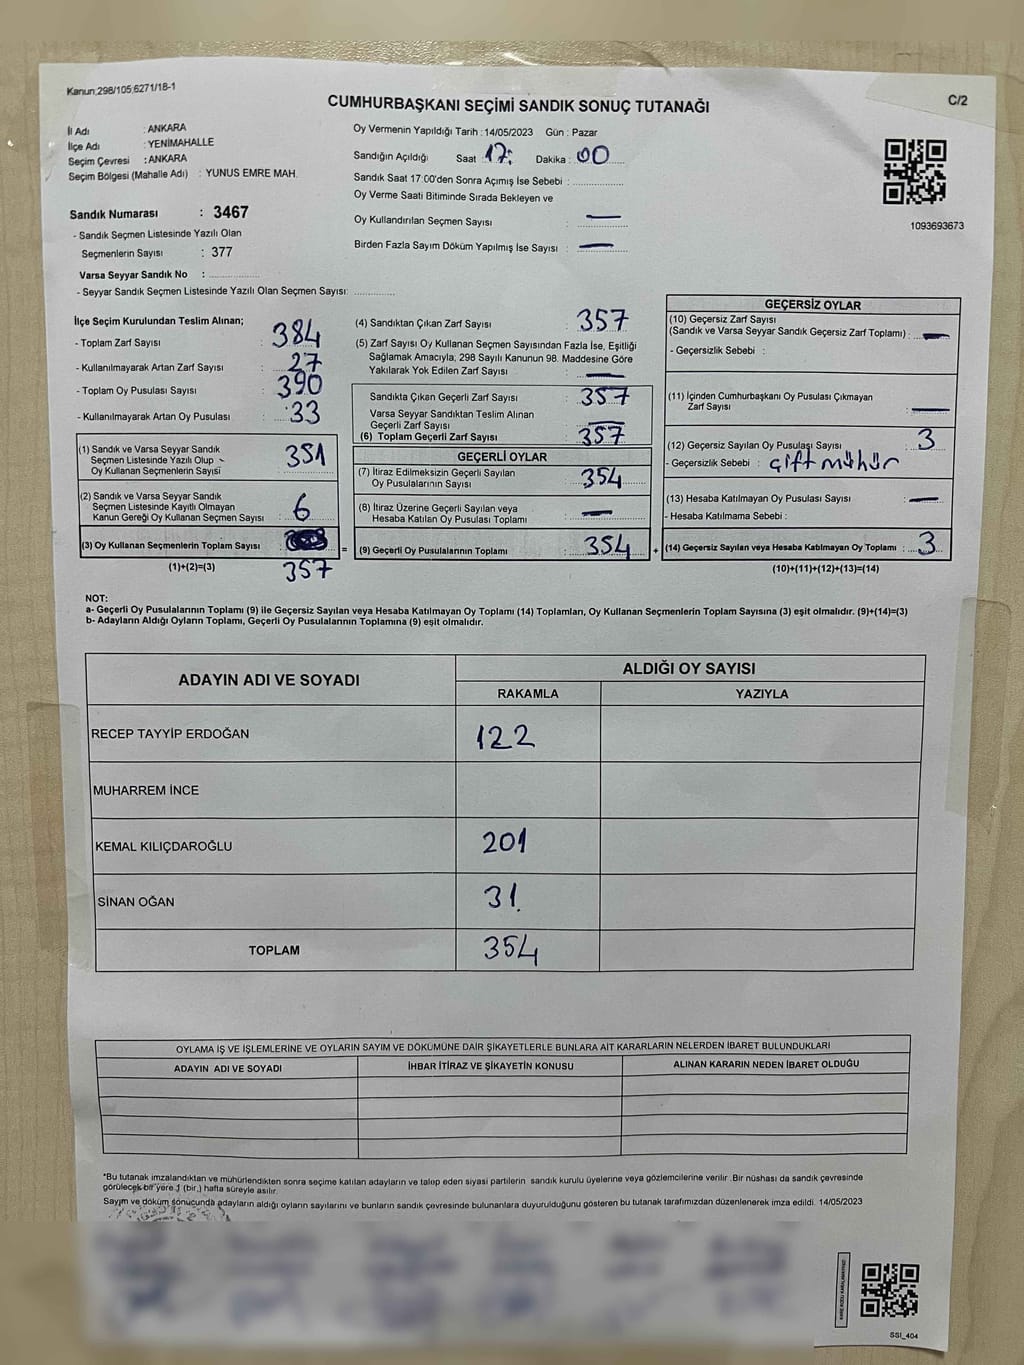 Kanun;298/105;6271/18-1
C/2
CUMHURBAŞKANI SEÇİMİ SANDIK SONUÇ TUTANAĞI
İl Adı : ANKARA
İlçe Adı : YENİMAHALLE
Seçim Çevresi : ANKARA
Seçim Bölgesi (Mahalle Adı) : YUNUS EMRE MAH.
Sandık Numarası : 3467
- Sandık Seçmen Listesinde Yazılı Olan
Seçmenlerin Sayısı : 377
Varsa Seyyar Sandık No :
- Seyyar Sandık Seçmen Listesinde Yazılı Olan Seçmen Sayısı:
Oy Vermenin Yapıldığı Tarih : 14/05/2023 Gün : Pazar
Sandığın Açıldığı Saat : 17: Dakika : 00
Sandık Saat 17:00'den Sonra Açımış İse Sebebi :
Oy Verme Saati Bitiminde Sırada Bekleyen ve
Oy Kullandırılan Seçmen Sayısı : —
Birden Fazla Sayım Döküm Yapılmış İse Sayısı : —
1093693673
İlçe Seçim Kurulundan Teslim Alınan;
- Toplam Zarf Sayısı : 384
- Kullanılmayarak Artan Zarf Sayısı : 27
- Toplam Oy Pusulası Sayısı : 390
- Kullanılmayarak Artan Oy Pusulası : 33
(1) Sandık ve Varsa Seyyar Sandık
Seçmen Listesinde Yazılı Olup
Oy Kullanan Seçmenlerin Sayısı 351
(2) Sandık ve Varsa Seyyar Sandık
Seçmen Listesinde Kayıtlı Olmayan
Kanun Gereği Oy Kullanan Seçmen Sayısı : 6
(3) Oy Kullanan Seçmenlerin Toplam Sayısı :
(1)+(2)=(3) 357
(4) Sandıktan Çıkan Zarf Sayısı : 357
(5) Zarf Sayısı Oy Kullanan Seçmen Sayısından Fazla İse, Eşitliği
Sağlamak Amacıyla, 298 Sayılı Kanunun 98. Maddesine Göre
Yakılarak Yok Edilen Zarf Sayısı : —
Sandıkta Çıkan Geçerli Zarf Sayısı : 357
Varsa Seyyar Sandıktan Teslim Alınan
Geçerli Zarf Sayısı : —
(6) Toplam Geçerli Zarf Sayısı : 357
GEÇERLİ OYLAR
(7) İtiraz Edilmeksizin Geçerli Sayılan
Oy Pusulalarının Sayısı : 354
(8) İtiraz Üzerine Geçerli Sayılan veya
Hesaba Katılan Oy Pusulası Toplamı : —
= (9) Geçerli Oy Pusulalarının Toplamı : 354
GEÇERSİZ OYLAR
(10) Geçersiz Zarf Sayısı
(Sandık ve Varsa Seyyar Sandık Geçersiz Zarf Toplamı) : —
- Geçersizlik Sebebi :
(11) İçinden Cumhurbaşkanı Oy Pusulası Çıkmayan
Zarf Sayısı : —
(12) Geçersiz Sayılan Oy Pusulası Sayısı : 3
- Geçersizlik Sebebi : çift mühür
(13) Hesaba Katılmayan Oy Pusulası Sayısı : —
- Hesaba Katılmama Sebebi :
+ (14) Geçersiz Sayılan veya Hesaba Katılmayan Oy Toplamı : 3
(10)+(11)+(12)+(13)=(14)
NOT:
a- Geçerli Oy Pusulalarının Toplamı (9) ile Geçersiz Sayılan veya Hesaba Katılmayan Oy Toplamı (14) Toplamları, Oy Kullanan Seçmenlerin Toplam Sayısına (3) eşit olmalıdır. (9)+(14)=(3)
b- Adayların Aldığı Oyların Toplamı, Geçerli Oy Pusulalarının Toplamına (9) eşit olmalıdır.
ADAYIN ADI VE SOYADI
ALDIĞI OY SAYISI
RAKAMLA YAZIYLA
RECEP TAYYİP ERDOĞAN 122
MUHARREM İNCE
KEMAL KILIÇDAROĞLU 201
SİNAN OĞAN 31
TOPLAM 354
OYLAMA İŞ VE İŞLEMLERİNE VE OYLARIN SAYIM VE DÖKÜMÜNE DAİR ŞİKAYETLERLE BUNLARA AİT KARARLARIN NELERDEN İBARET BULUNDUKLARI
ADAYIN ADI VE SOYADI İHBAR İTİRAZ VE ŞİKAYETİN KONUSU ALINAN KARARIN NEDEN İBARET OLDUĞU
*Bu tutanak imzalandıktan ve mühürlendikten sonra seçime katılan adayların ve talep eden siyasi partilerin sandık kurulu üyelerine veya gözlemcilerine verilir .Bir nüshası da sandık çevresinde
görülecek bir yere 1 (bir,) hafta süreyle asılır.
Sayım ve döküm sonucunda adayların aldığı oyların sayılarını ve bunların sandık çevresinde bulunanlara duyurulduğunu gösteren bu tutanak tarafımızdan düzenlenerek imza edildi. 14/05/2023
SSI_404